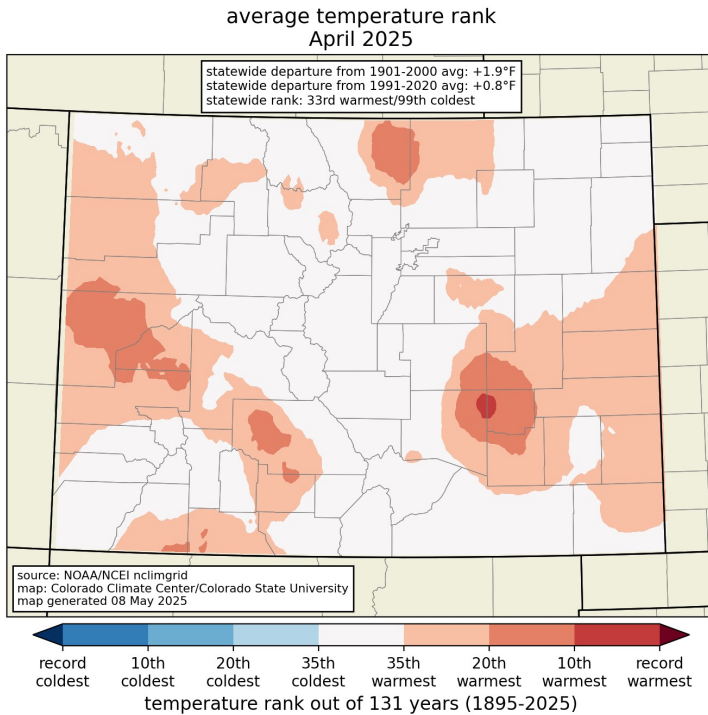 average temperature rank
April 2025
statewide departure from 1901-2000 avg: +1.9°F
statewide departure from 1991-2020 avg: +0.8°F
statewide rank: 33rd warmest/99th coldest
source: NOAA/NCEI nclimgrid
map: Colorado Climate Center/Colorado State University
map generated 08 May 2025
record coldest
10th coldest
20th coldest
35th coldest
35th warmest
20th warmest
10th warmest
record warmest
temperature rank out of 131 years (1895-2025)